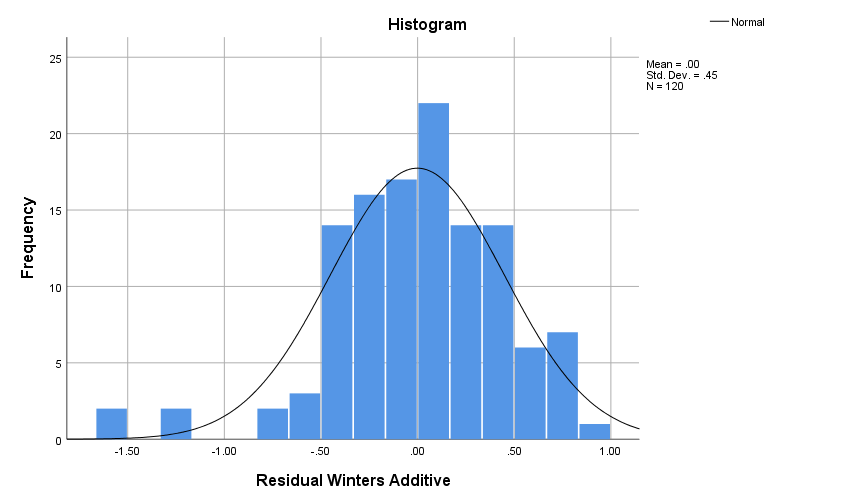 Histogram
Normal
Mean = .00
Std. Dev. = .45
N = 120
Frequency
25
20
15
10
5
0
-1.50 -1.00 -.50 .00 .50 1.00
Residual Winters Additive